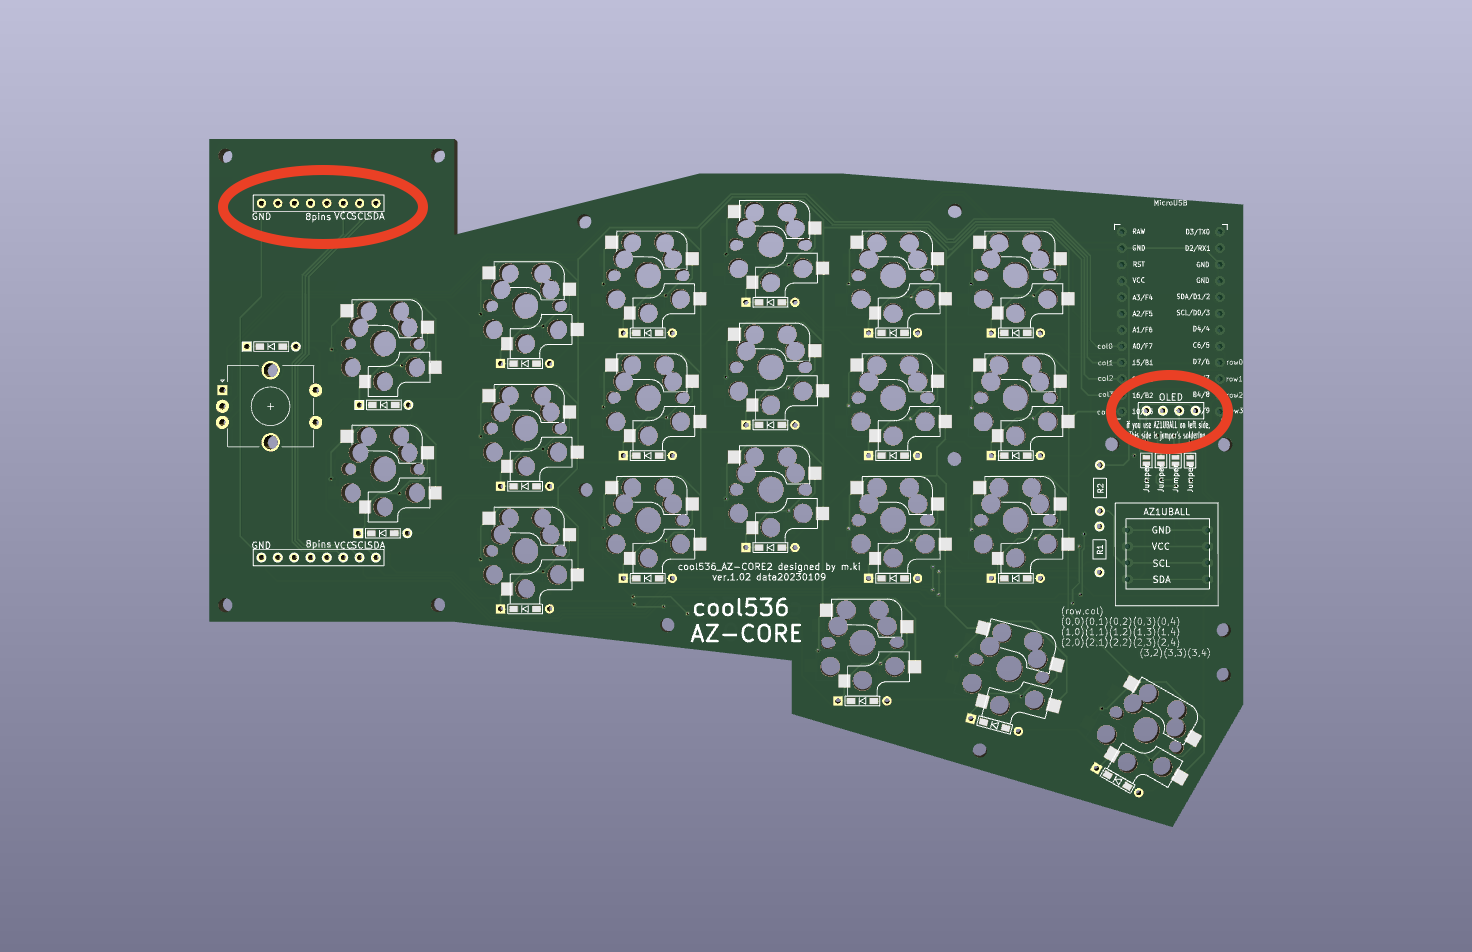 MicroUSB
RAW D3/TX0
GND D2/RX1
RST GND
VCC GND
A3/F4 SDA/D1/2
A2/F5 SCL/D0/3
A1/F6 D4/4
col0 A0/F7 C6/5
col1 15/B1 D7/6 row0
col2 row1
16/B2 B4/8 row2
OLED
If you use AZ1UBALL on left side,
This side is Jumper's soldering.
Jumper Jumper Jumper Jumper
R2
R1
AZ1UBALL
GND
VCC
SCL
SDA
GND 8pins VCC SCL SDA
GND 8pins VCC SCL SDA
cool536_AZ-CORE2 designed by m.ki
ver.1.02 data20230109
cool536
AZ-CORE
(row.col)
(0,0)(0,1)(0,2)(0,3)(0,4)
(1,0)(1,1)(1,2)(1,3)(1,4)
(2,0)(2,1)(2,2)(2,3)(2,4)
(3,2)(3,3)(3,4)